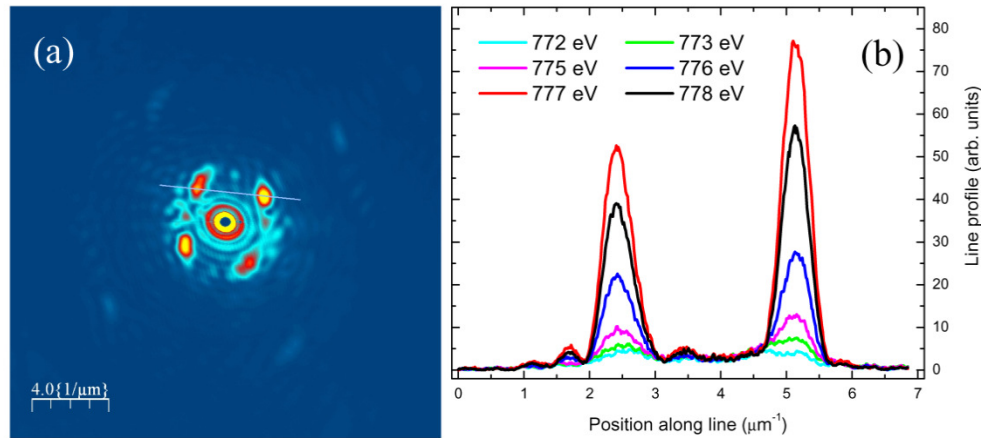 (a)
4.0{1/μm}
772 eV 773 eV
775 eV 776 eV
777 eV 778 eV
(b)
80
70
60
50
40
30
20
10
0
Line profile (arb. units)
0 1 2 3 4 5 6 7
Position along line (μm⁻¹)